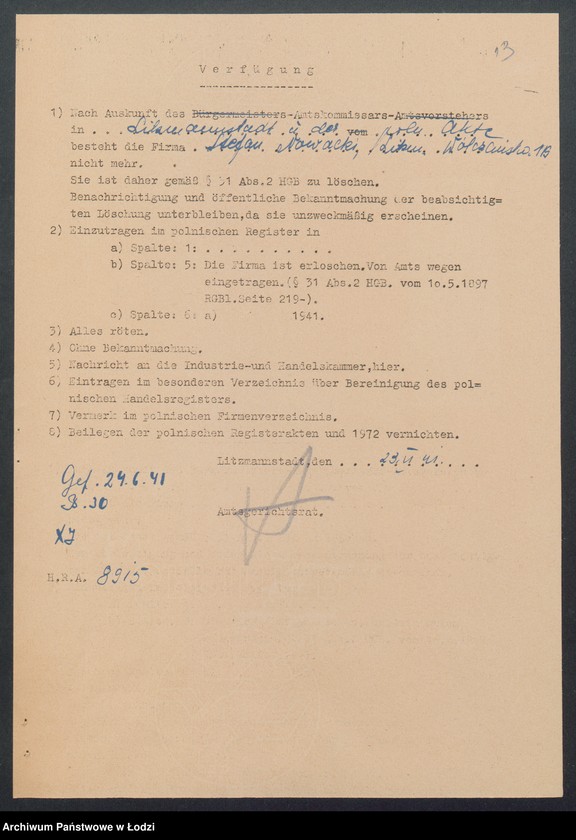 13
Verfügung
1) Nach Auskunft des Bürgermeisters-Amtskommissars-Amtsvorstehers
in . . . Litzmannstadt u. der vom poln. Akte
besteht die Firma . Stefan Nowacki, Litzm.
nicht mehr. .
Sie ist daher gemäß § 31 Abs.2 HGB zu löschen.
Benachrichtigung und öffentliche Bekanntmachung der beabsichtig=
ten Löschung unterbleiben,da sie unzweckmäßig erscheinen.
2) Einzutragen im polnischen Register in
a) Spalte: 1: . . . . . . . . . .
b) Spalte: 5: Die Firma ist erloschen.Von Amts wegen
eingetragen.(§ 31 Abs.2 HGB. vom 1o.5.1897
RGBl.Seite 219-).
c) Spalte: 6: a) 1941.
3) Alles röten.
4) Ohne Bekanntmachung.
5) Nachricht an die Industrie-und Handelskammer,hier.
6) Eintragen im besonderen Verzeichnis über Bereinigung des pol=
nischen Handelsregisters.
7) Vermerk im polnischen Firmenverzeichnis.
8) Beilegen der polnischen Registerakten und 1972 vernichten.
Litzmannstadt,den . . . 23. VI 41 . . .
Gef. 24.6.41
B. 30
Amtsgerichtsrat.
H.R.A. 8915
Archiwum Państwowe w Łodzi